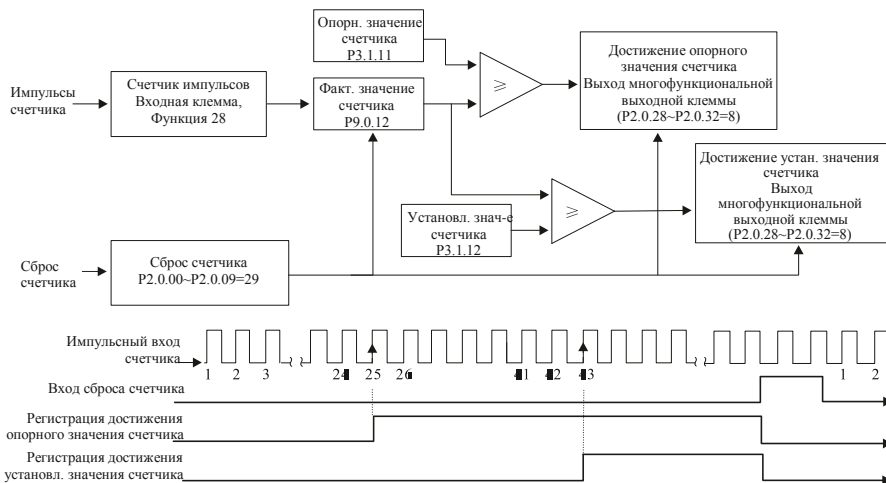 Опорн. значение
счетчика
P3.1.11
Импульсы
счетчика
Счетчик импульсов
Входная клемма,
Функция 28
Факт. значение
счетчика
P9.0.12
≥
Достижение опорного
значения счетчика
Выход многофункциональной
выходной клеммы
(P2.0.28~P2.0.32=8)
Установл. знач-е
счетчика
P3.1.12
≥
Достижение устан. значения
счетчика
Выход
многофункциональной
выходной клеммы
(P2.0.28~P2.0.32=8)
Сброс
счетчика
Сброс счетчика
P2.0.00~P2.0.09=29
Импульсный вход
счетчика
1 2 3 24 25 26 41 42 43 1 2
Вход сброса счетчика
Регистрация достижения
опорного значения счетчика
Регистрация достижения
установл. значения счетчика